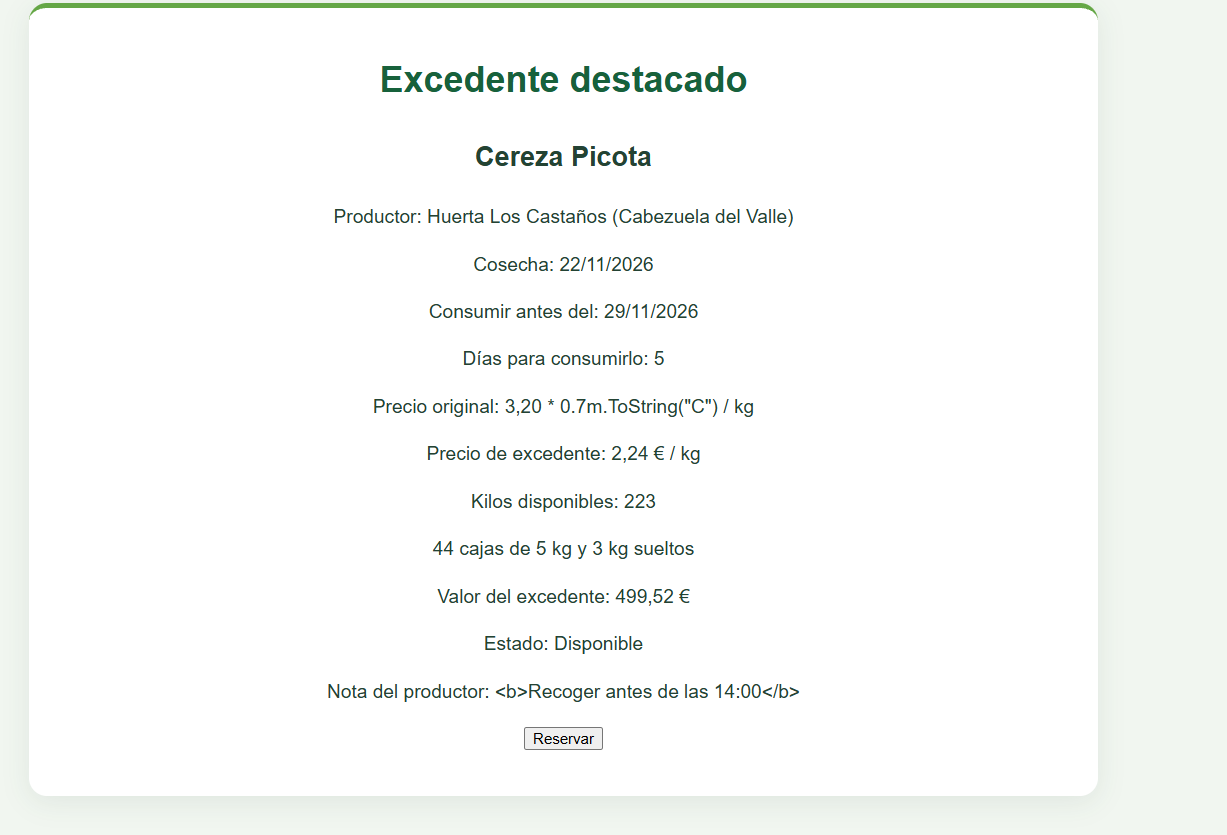 Excedente destacado
Cereza Picota
Productor: Huerta Los Castaños (Cabezuela del Valle)
Cosecha: 22/11/2026
Consumir antes del: 29/11/2026
Días para consumirlo: 5
Precio original: 3,20 * 0.7m.ToString("C") / kg
Precio de excedente: 2,24 € / kg
Kilos disponibles: 223
44 cajas de 5 kg y 3 kg sueltos
Valor del excedente: 499,52 €
Estado: Disponible
Nota del productor: <b>Recoger antes de las 14:00</b>
Reservar